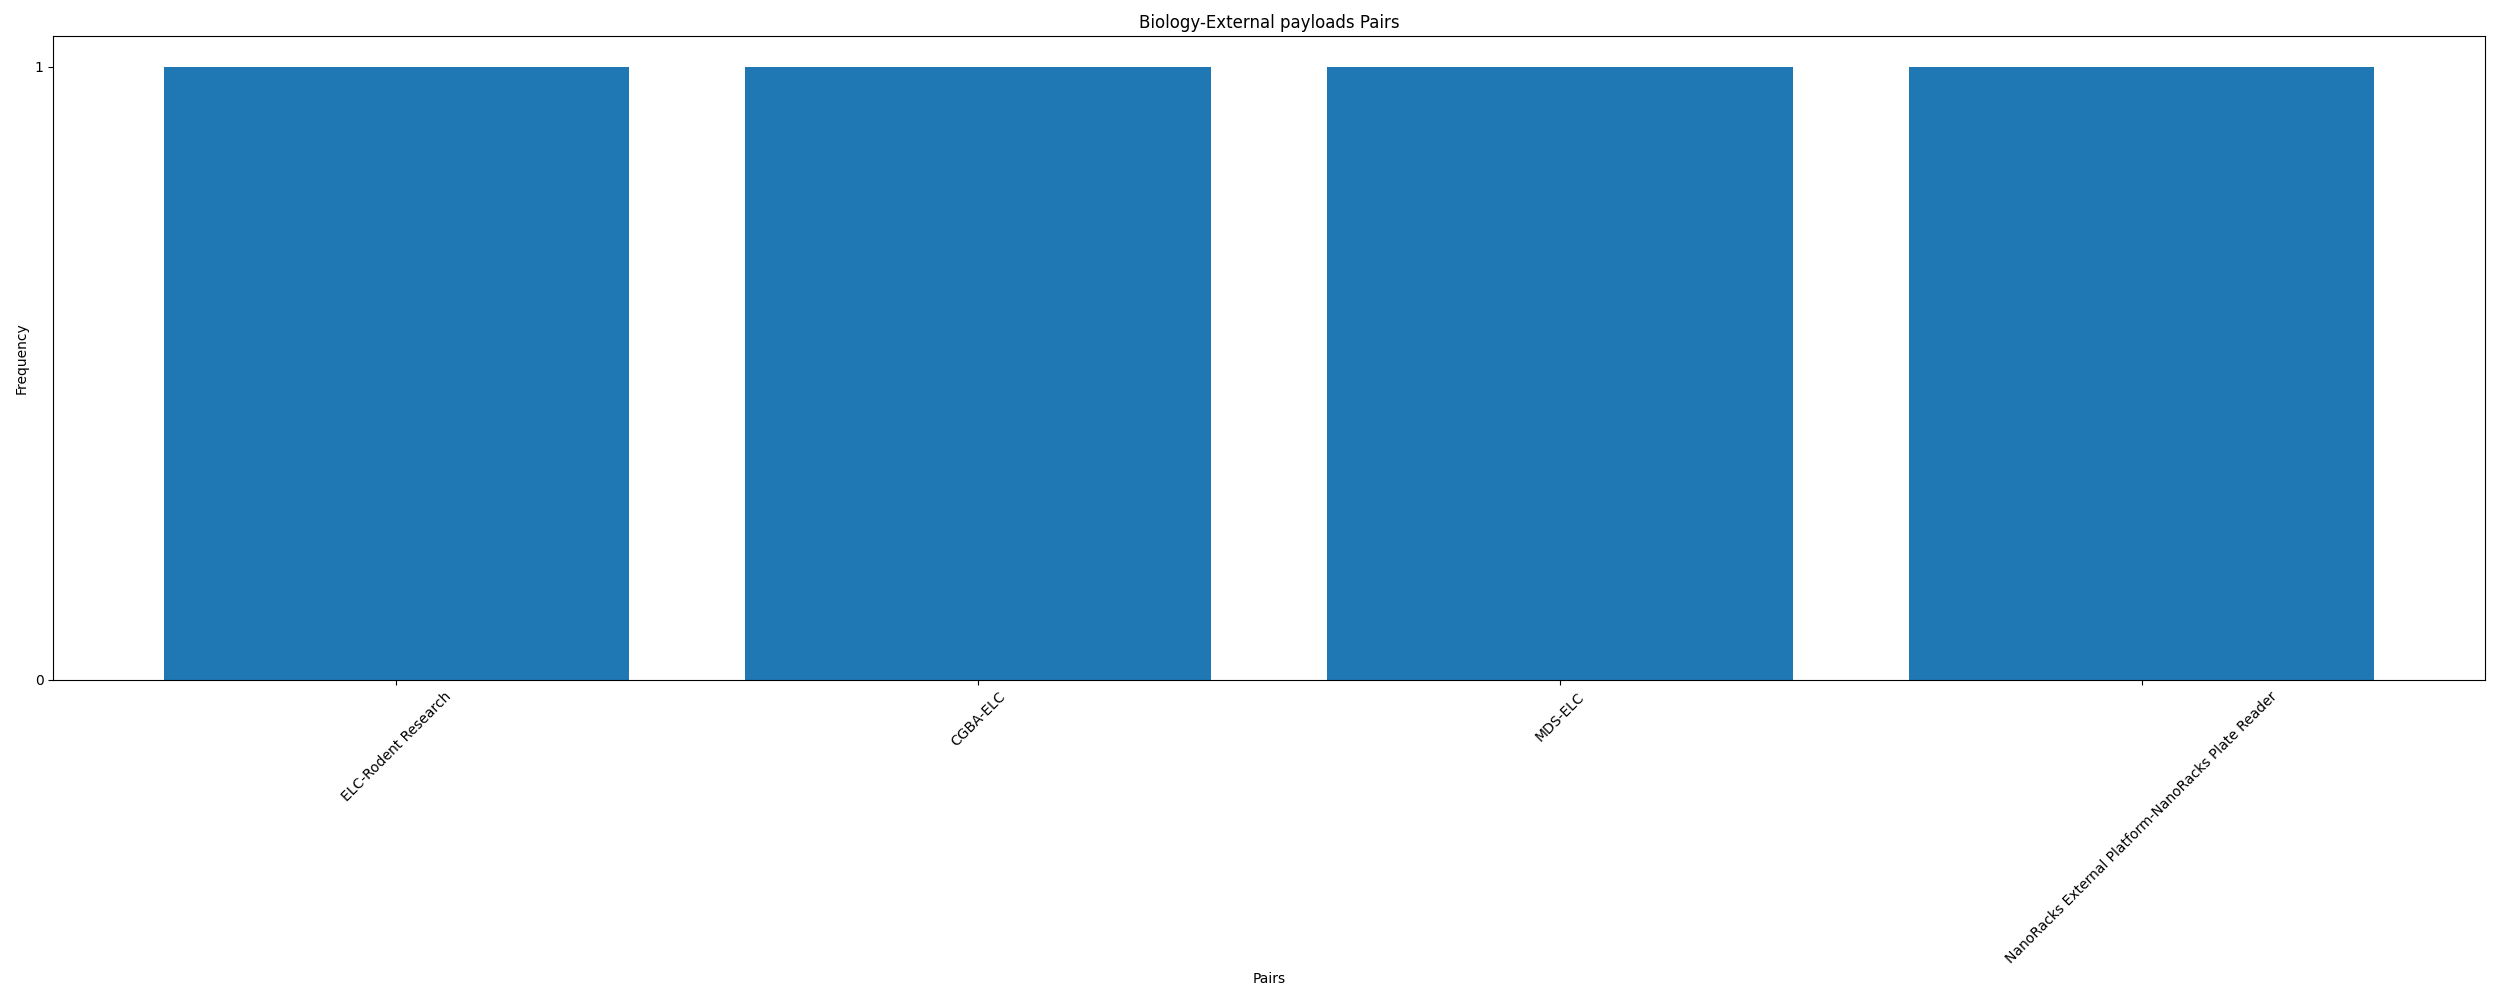 Biology-External payloads Pairs
1
0
Frequency
ELC-Rodent Research
CGBA-ELC
MDS-ELC
NanoRacks External Platform-NanoRacks Plate Reader
Pairs